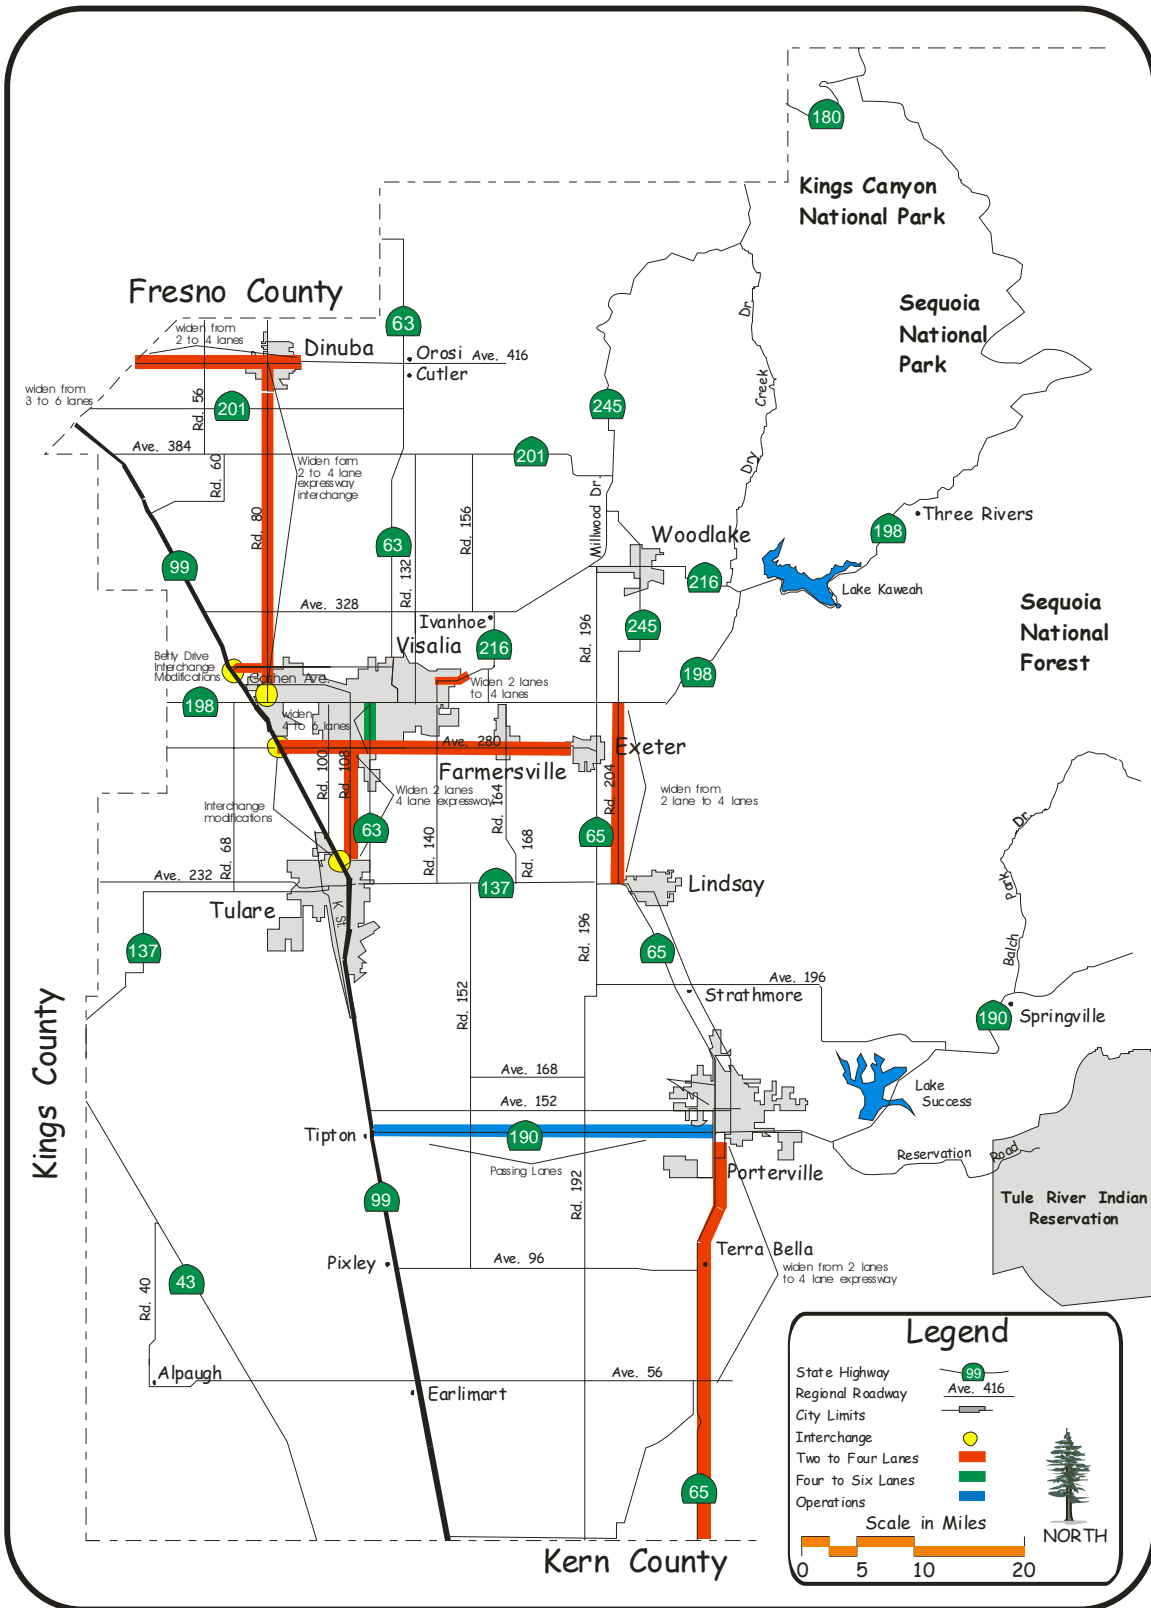 180
Kings Canyon
National Park
Fresno County
Sequoia
National
Park
63
widen from
2 to 4 lanes
Dinuba
Orosi
Ave. 416
Cutler
widen from
3 to 6 lanes
Rd. 56
201
245
Dr.
Creek
Dry
Ave. 384
201
Rd. 60
Widen form
2 to 4 lane
expressway
interchange
Rd. 80
Rd. 156
Millwood Dr.
Three Rivers
198
Woodlake
63
99
Rd. 132
216
Lake Kaweah
Ave. 328
Ivanhoe
Rd. 196
245
Sequoia
National
Forest
Visalia
216
Betty Drive
Interchange
Modifications
Goshen Ave.
Widen 2 lanes
to 4 lanes
198
198
widen
4 to 6 lanes
Ave. 280
Exeter
Rd. 100
Rd. 108
Farmersville
Rd. 204
Widen 2 lanes
4 lane expressway
Rd. 164
widen from
2 lane to 4 lanes
Interchange
modifications
63
Rd. 68
Rd. 140
Rd. 168
65
Dr.
Park
Balch
Ave. 232
137
Lindsay
Tulare
K St.
Rd. 196
137
65
Ave. 196
Strathmore
Rd. 152
190
Springville
Kings County
Ave. 168
Lake
Success
Ave. 152
Tipton
190
Passing Lanes
Reservation
Road
Porterville
Rd. 192
99
Tule River Indian
Reservation
Terra Bella
Pixley
Ave. 96
widen from 2 lanes
to 4 lane expressway
43
Rd. 40
Alpaugh
Ave. 56
Earlimart
65
Kern County
Legend
State Highway
99
Regional Roadway
Ave. 416
City Limits
Interchange
Two to Four Lanes
Four to Six Lanes
Operations
Scale in Miles
0 5 10 20
NORTH